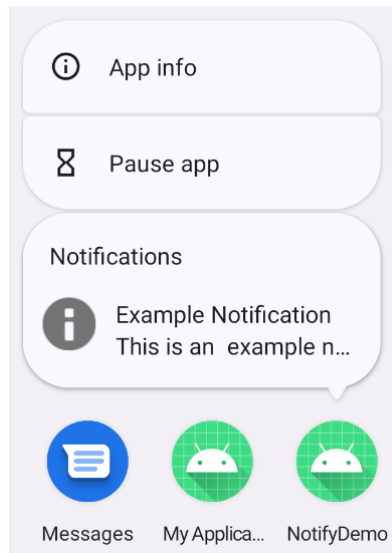 App info
Pause app
Notifications
Example Notification
This is an example n...
Messages
My Applica...
NotifyDemo